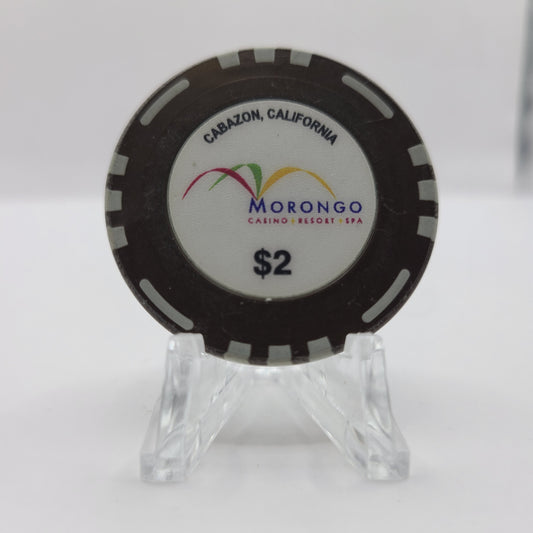 CABAZON, CALIFORNIA
MORONGO
CASINO • RESORT • SPA
$2